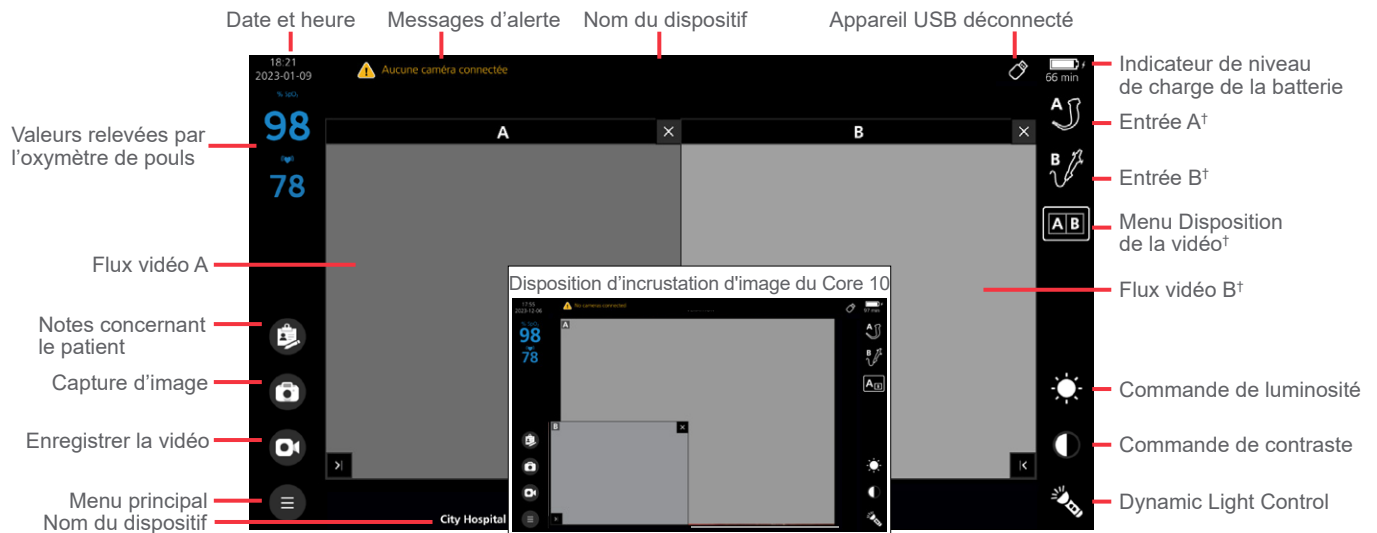 Date et heure
Messages d’alerte
Nom du dispositif
Appareil USB déconnecté
18:21
2023-01-09
Aucune caméra connectée
66 min
Indicateur de niveau
de charge de la batterie
% SpO₂
98
78
Valeurs relevées par
l’oxymètre de pouls
A
B
A
Entrée A†
B
Entrée B†
A B
Menu Disposition
de la vidéo†
Flux vidéo A
Flux vidéo B†
Disposition d’incrustation d'image du Core 10
17:55
2023-12-06
No cameras connected
97 min
% SpO₂
98
78
A
A
B
A B
B
Notes concernant
le patient
Capture d’image
Enregistrer la vidéo
Menu principal
Nom du dispositif
City Hospital
Commande de luminosité
Commande de contraste
Dynamic Light Control